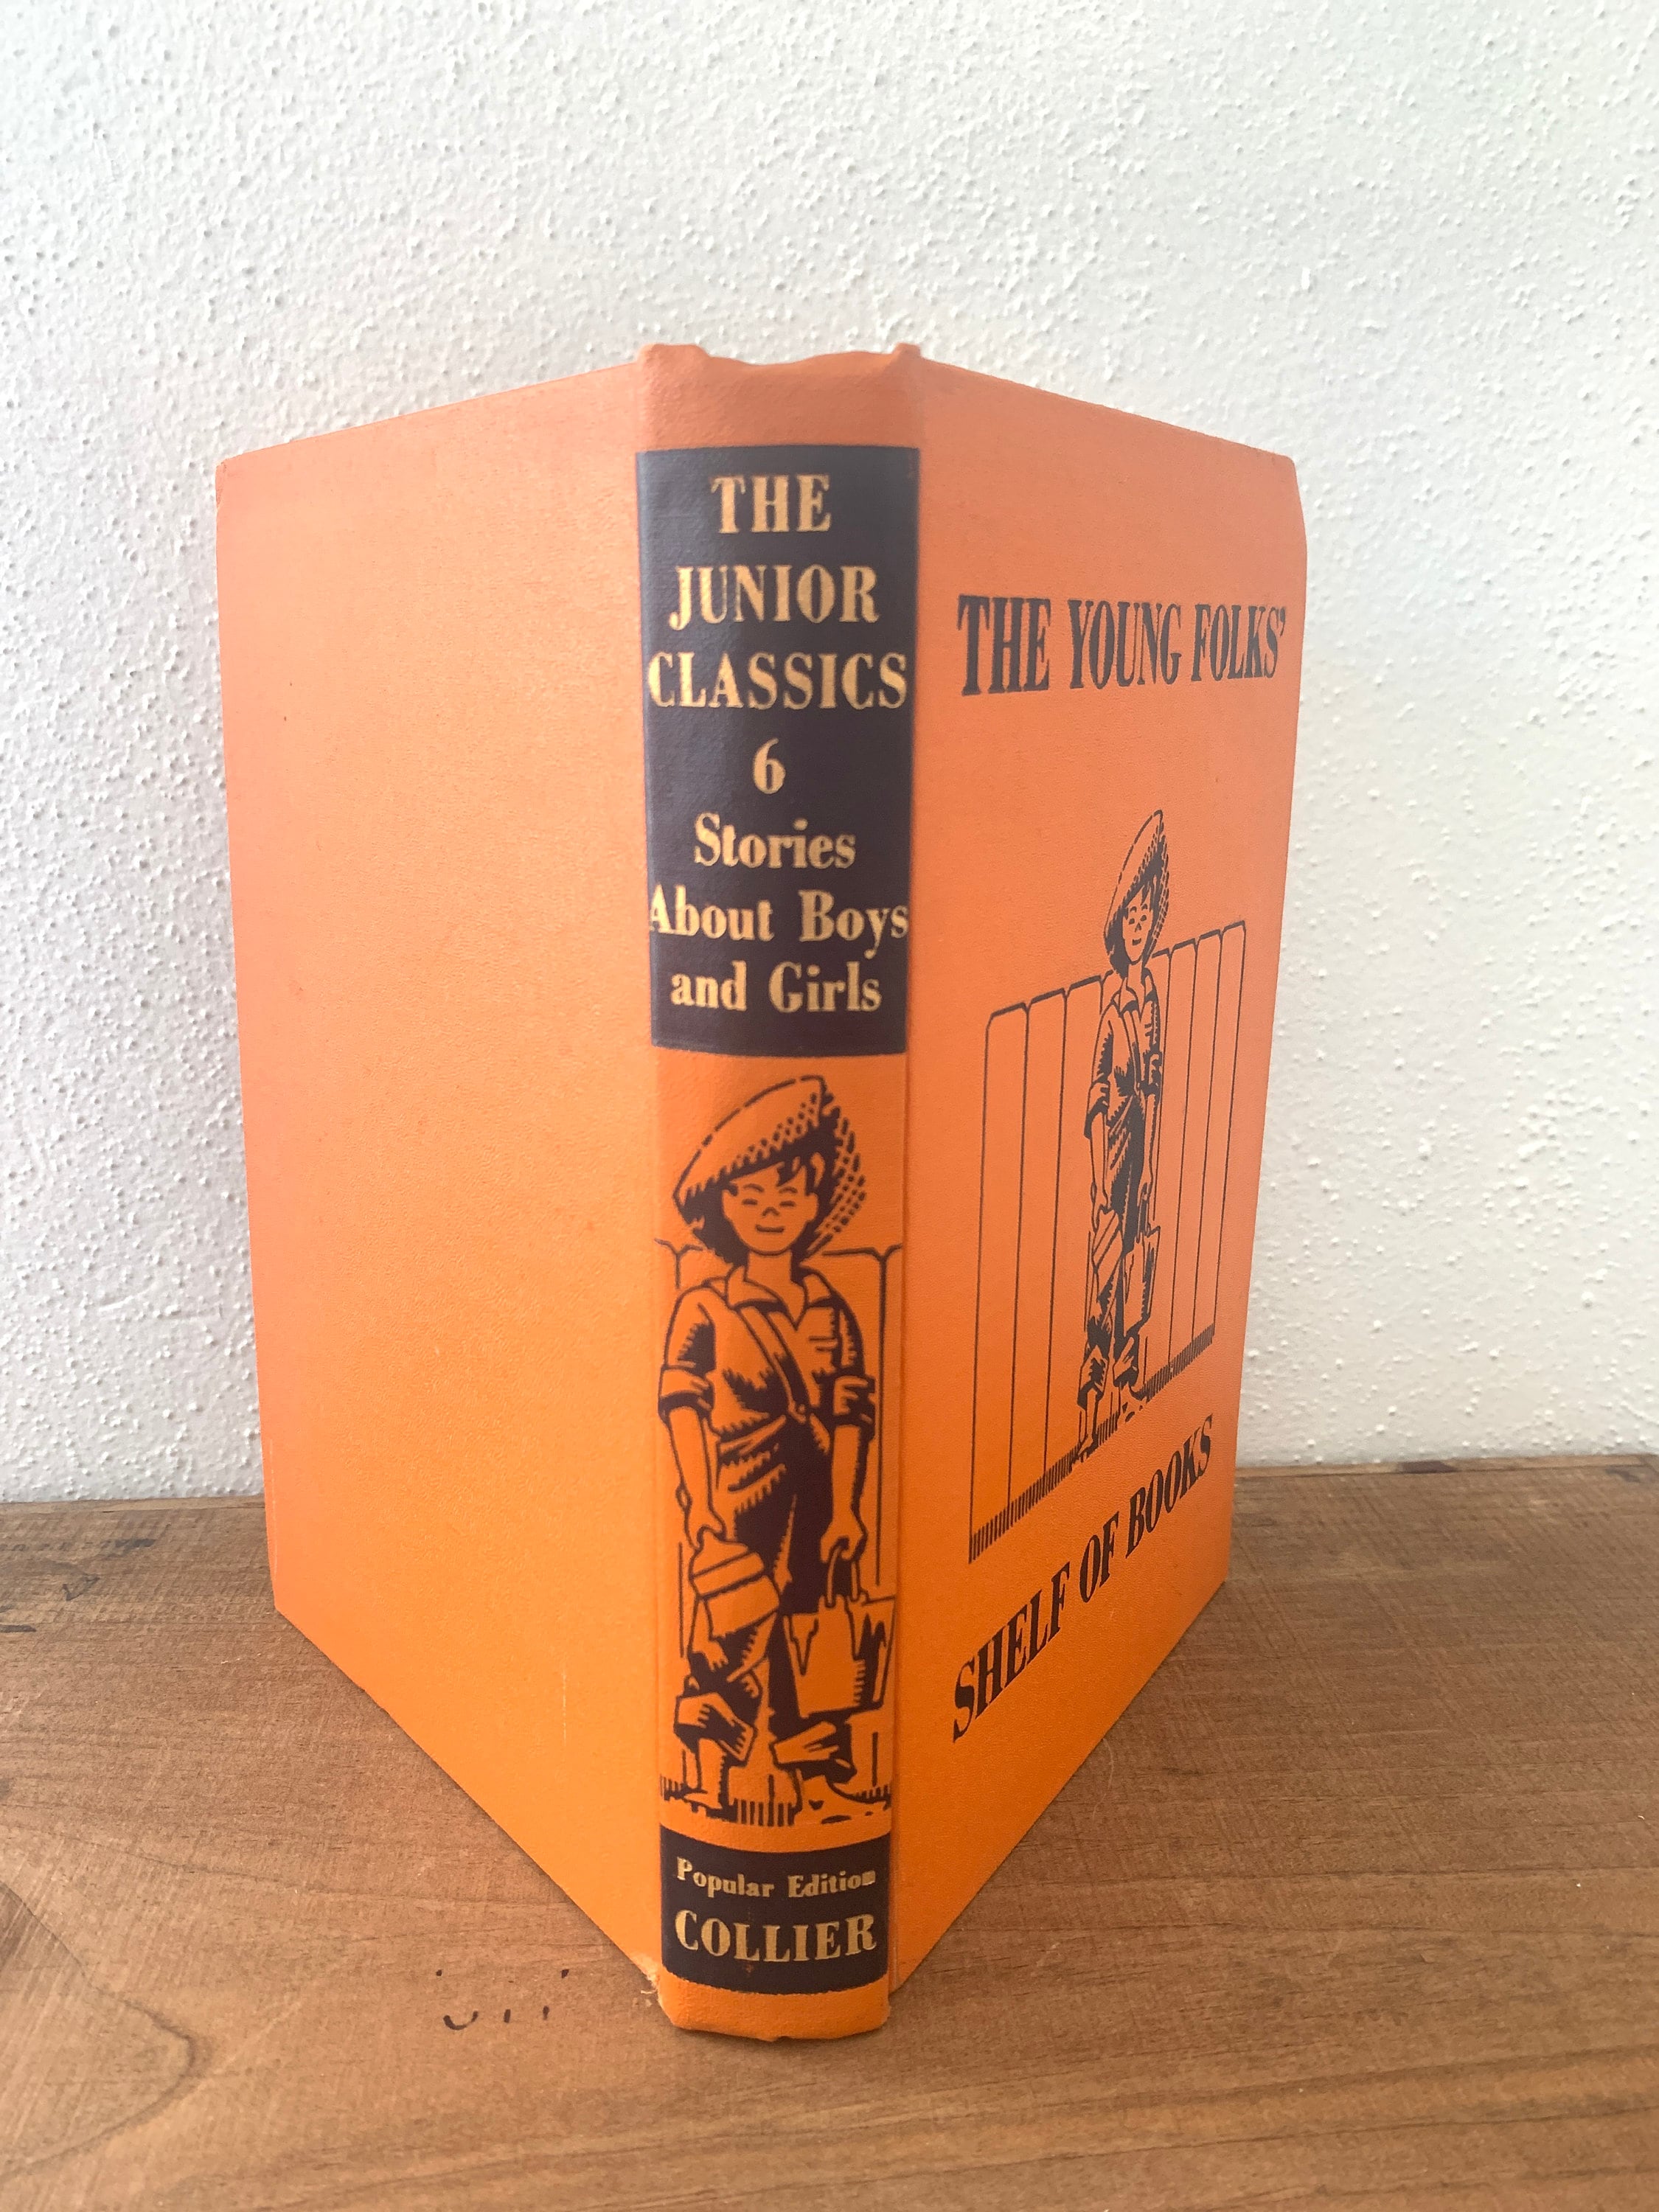 THE
JUNIOR
CLASSICS
6
Stories
About Boys
and Girls
Popular Edition
COLLIER
THE YOUNG FOLKS'
SHELF OF BOOKS